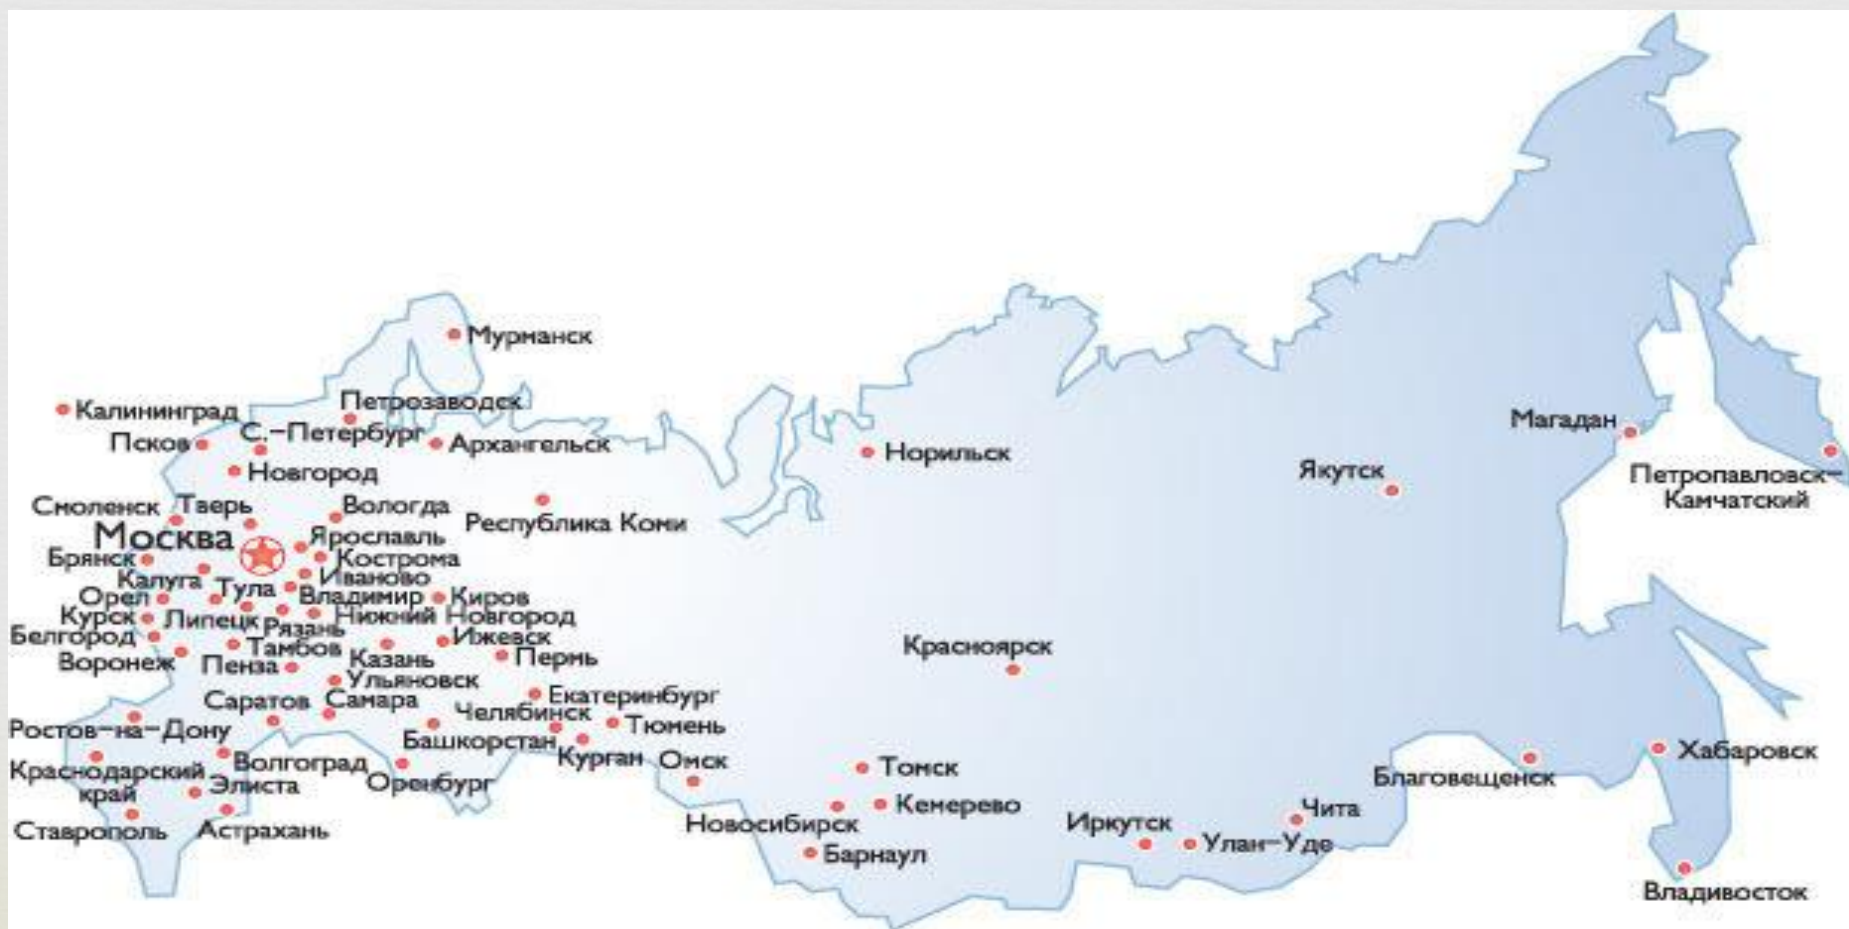 Мурманск
Калининград
Петрозаводск
Псков
С.-Петербург
Архангельск
Новгород
Норильск
Магадан
Якутск
Петропавловск-
Камчатский
Смоленск
Тверь
Вологда
Республика Коми
Москва
Ярославль
Брянск
Кострома
Калуга
Иваново
Орел
Тула
Владимир
Киров
Курск
Липецк
Рязань
Нижний Новгород
Белгород
Тамбов
Ижевск
Воронеж
Пенза
Казань
Пермь
Красноярск
Ульяновск
Саратов
Самара
Екатеринбург
Челябинск
Тюмень
Ростов-на-Дону
Башкорстан
Курган
Омск
Волгоград
Оренбург
Томск
Хабаровск
Благовещенск
Краснодарский
край
Элиста
Кемерево
Новосибирск
Иркутск
Чита
Ставрополь
Астрахань
Барнаул
Улан-Уде
Владивосток